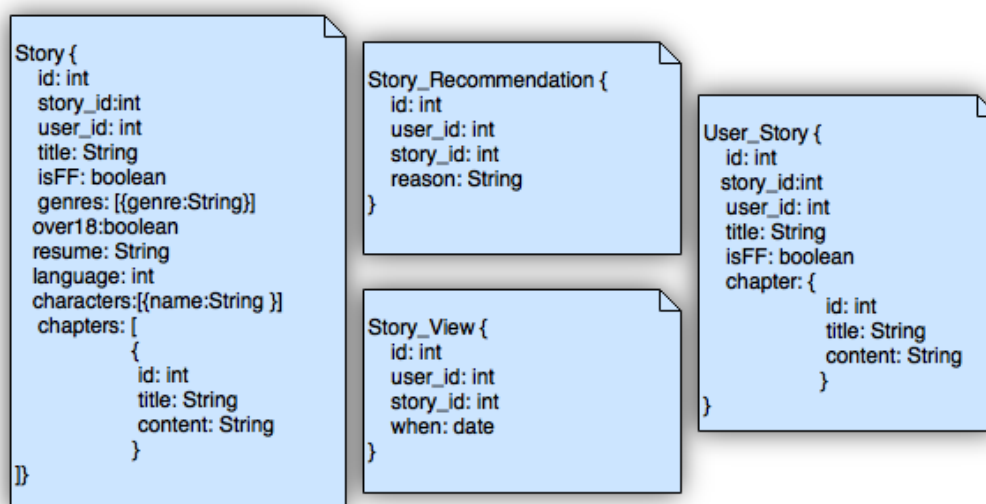 Story {
id: int
story_id:int
user_id: int
title: String
isFF: boolean
genres: [{genre:String}]
over18:boolean
resume: String
language: int
characters:[{name:String }]
chapters: [
{
id: int
title: String
content: String
}
]}
Story_Recommendation {
id: int
user_id: int
story_id: int
reason: String
}
Story_View {
id: int
user_id: int
story_id: int
when: date
}
User_Story {
id: int
story_id:int
user_id: int
title: String
isFF: boolean
chapter: {
id: int
title: String
content: String
}
}